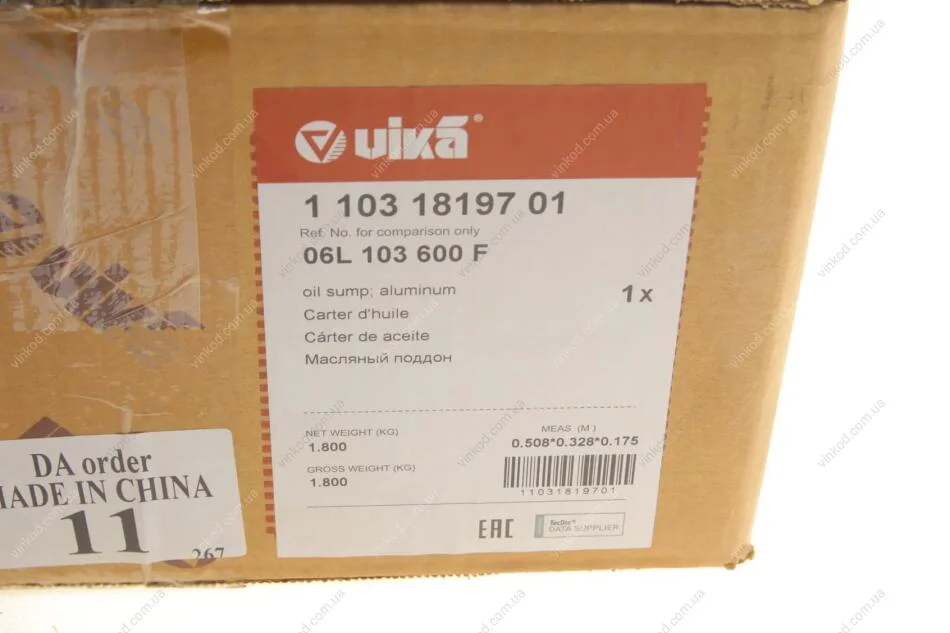 vika®
1 103 18197 01
Ref. No. for comparison only
06L 103 600 F
oil sump; aluminum
1x
Carter d'huile
Cárter de aceite
Масляный поддон
NET WEIGHT (KG)
1.800
MEAS (M)
0.508*0.328*0.175
GROSS WEIGHT (KG)
1.800
11031819701
EAC
TecDoc®
DATA SUPPLIER
DA order
MADE IN CHINA
11
267
vinkod.com.ua